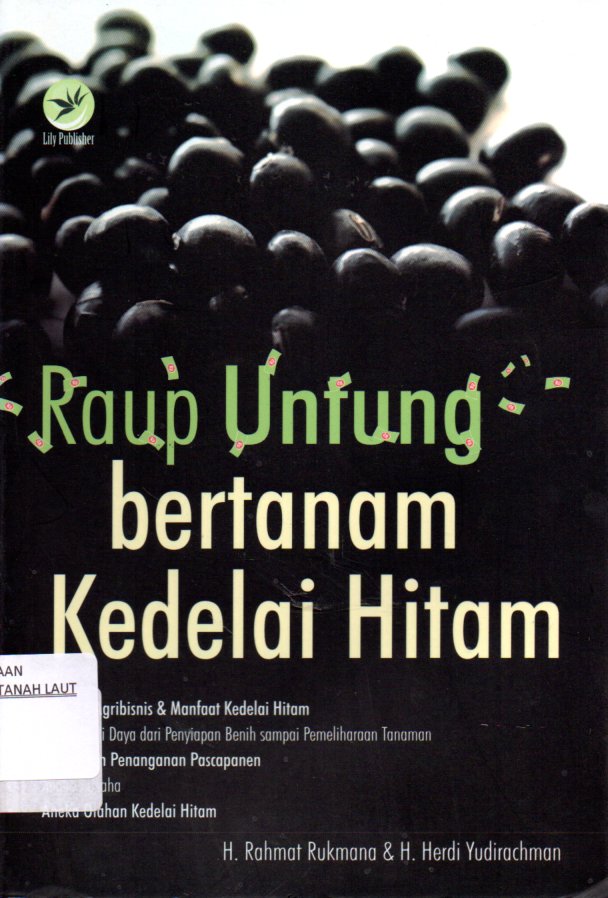 Lily Publisher
Raup Untung
bertanam
Kedelai Hitam
AAN
TANAH LAUT
gribisnis & Manfaat Kedelai Hitam
i Daya dari Penyiapan Benih sampai Pemeliharaan Tanaman
n Penanganan Pascapanen
aha
Aneka Olahan Kedelai Hitam
H. Rahmat Rukmana & H. Herdi Yudirachman